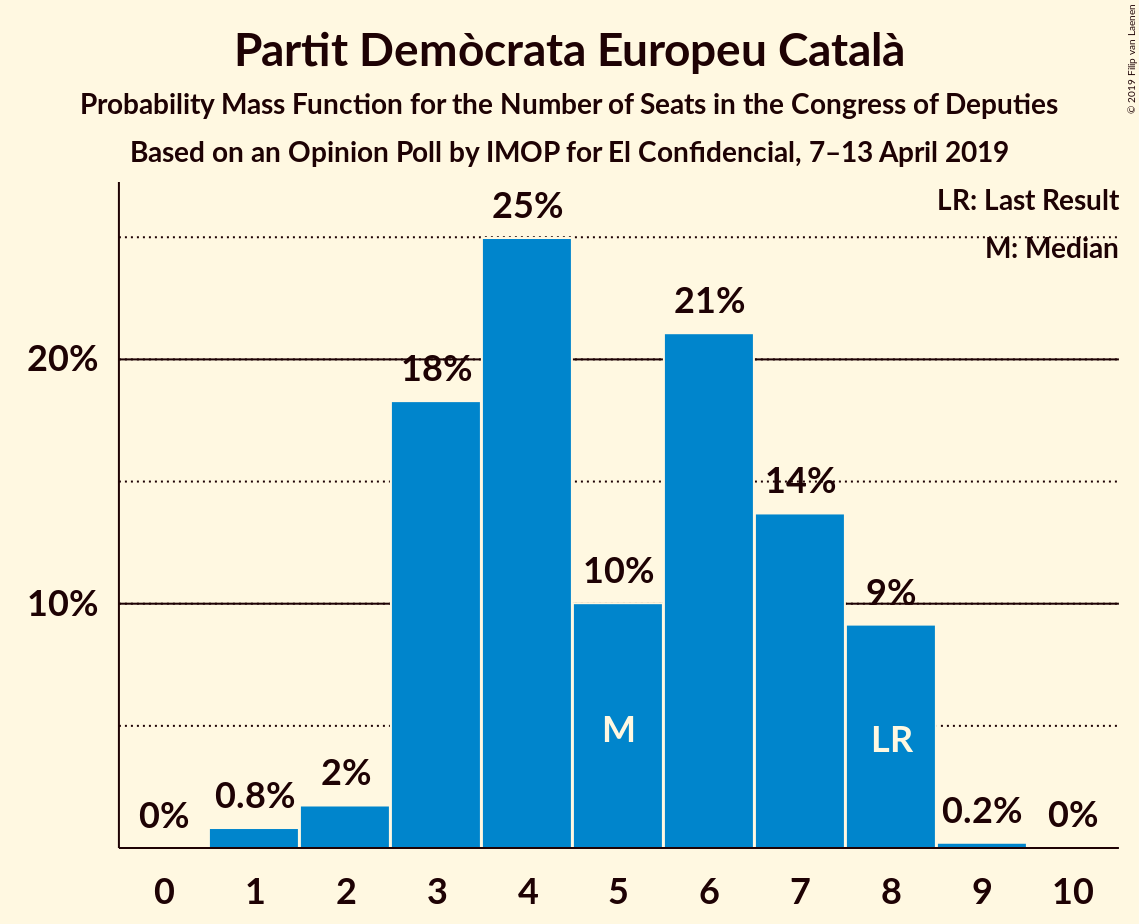 Partit Demòcrata Europeu Català
Probability Mass Function for the Number of Seats in the Congress of Deputies
Based on an Opinion Poll by IMOP for El Confidencial, 7–13 April 2019
© 2019 Filip van Laenen
LR: Last Result
M: Median
20%
10%
0%
0.8%
2%
18%
25%
10%
21%
14%
9%
0.2%
0%
M
LR
0 1 2 3 4 5 6 7 8 9 10